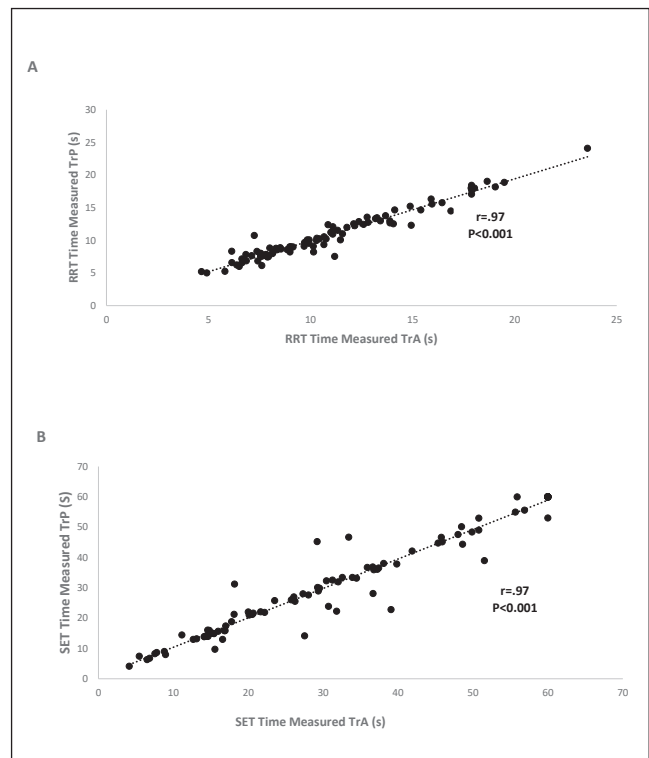 A
RRT Time Measured TrP (s)
30
25
20
15
10
5
0
r=.97
P<0.001
0 5 10 15 20 25
RRT Time Measured TrA (s)
B
SET Time Measured TrP (S)
70
60
50
40
30
20
10
0
r=.97
P<0.001
0 10 20 30 40 50 60 70
SET Time Measured TrA (s)